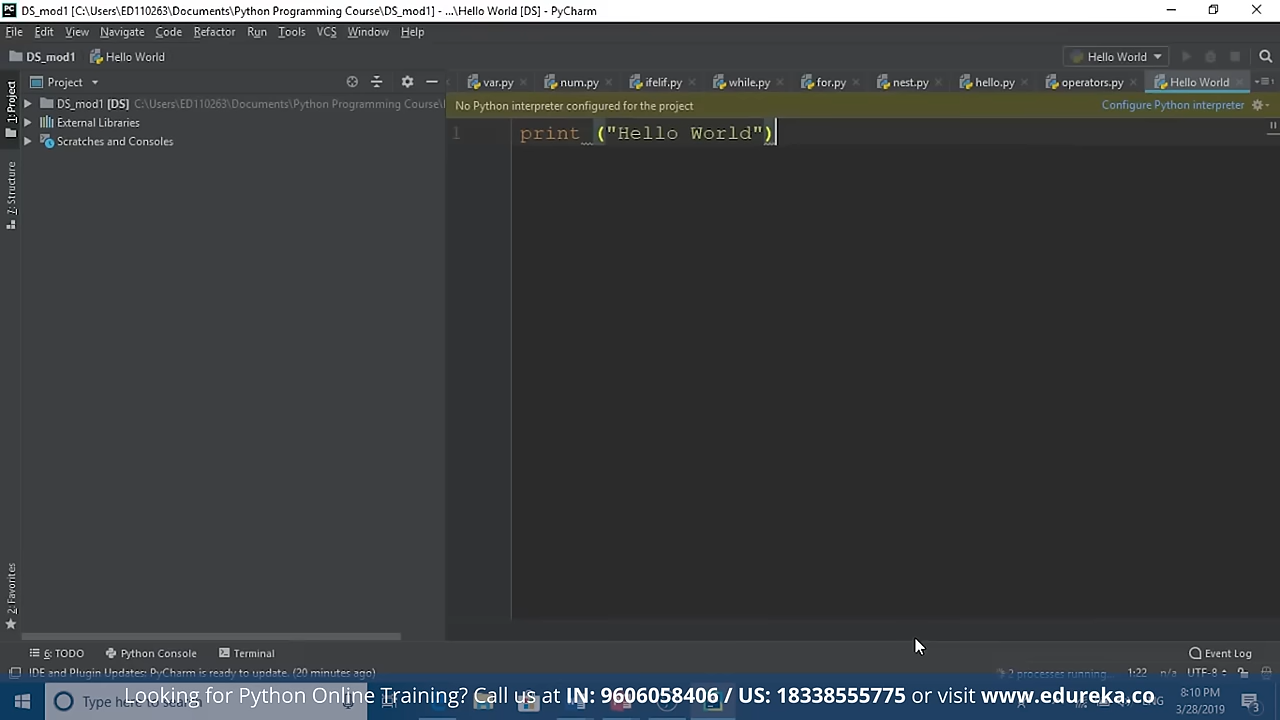 DS_mod1 [C:\Users\ED110263\Documents\Python Programming Course\DS_mod1] - ...\Hello World [DS] - PyCharm
File Edit View Navigate Code Refactor Run Tools VCS Window Help
DS_mod1 Hello World Hello World
Project var.py num.py ifelif.py while.py for.py nest.py hello.py operators.py Hello World
DS_mod1 [DS] C:\Users\ED110263\Documents\Python Programming Course\
No Python interpreter configured for the project Configure Python interpreter
External Libraries
Scratches and Consoles
1 print ("Hello World")
1: Project
7: Structure
2: Favorites
6: TODO Python Console Terminal Event Log
IDE and Plugin Updates: PyCharm is ready to update. (20 minutes ago) 2 processes running... 1:22 n/a UTF-8
Type here to search
Looking for Python Online Training? Call us at IN: 9606058406 / US: 18338555775 or visit www.edureka.co
ENG 8:10 PM
3/28/2019 3